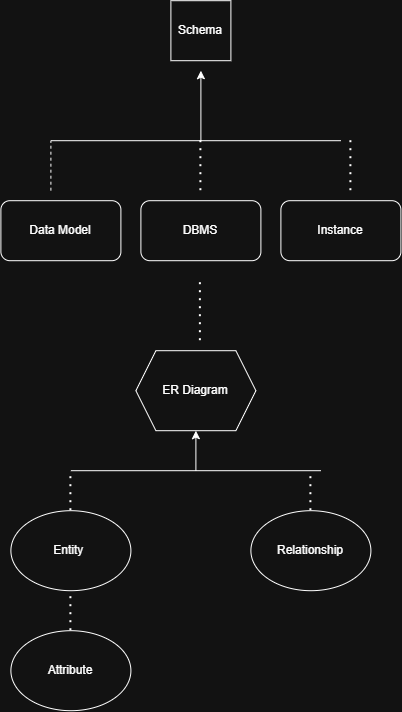 Schema
Data Model
DBMS
Instance
ER Diagram
Entity
Relationship
Attribute